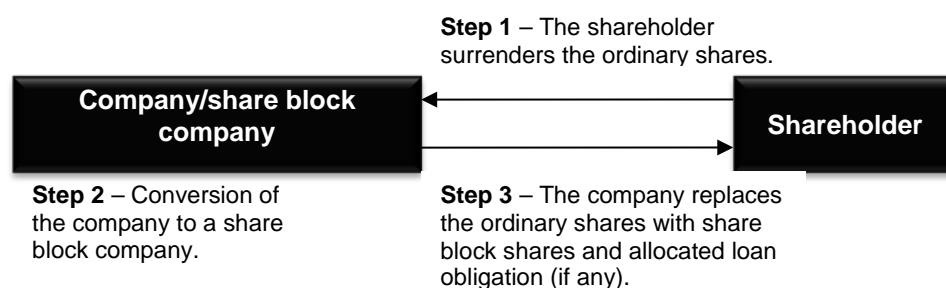 Step 1 – The shareholder
surrenders the ordinary shares.
Company/share block
company
Shareholder
Step 2 – Conversion of
the company to a share
block company.
Step 3 – The company replaces
the ordinary shares with share
block shares and allocated loan
obligation (if any).